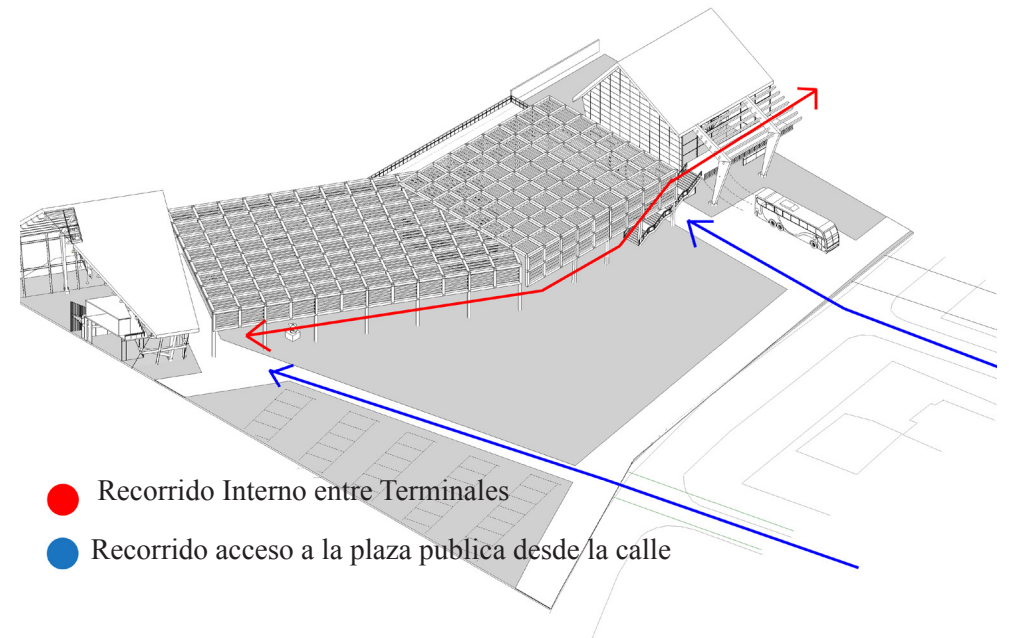 Recorrido Interno entre Terminales
Recorrido acceso a la plaza publica desde la calle